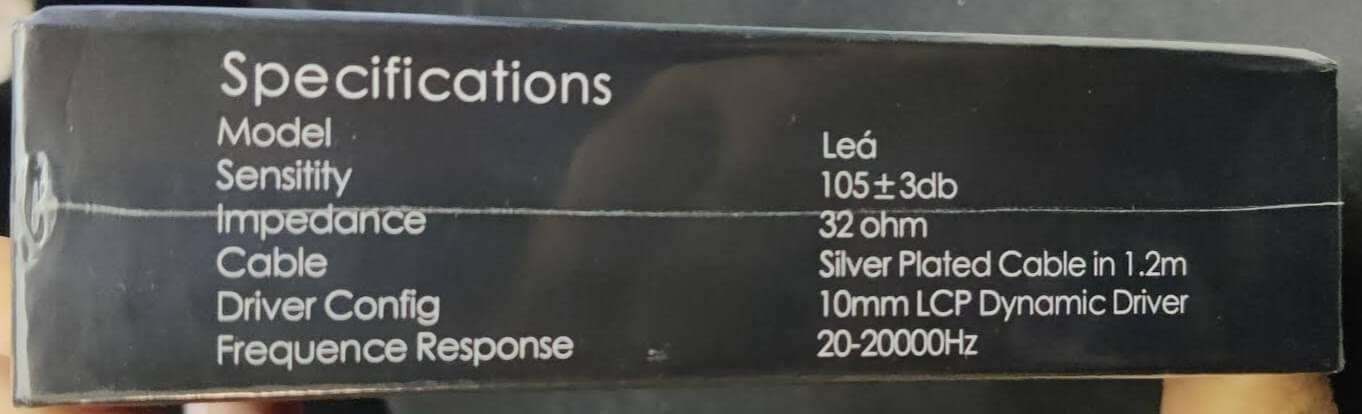 Specifications
Model Leá
Sensitity 105±3db
Impedance 32 ohm
Cable Silver Plated Cable in 1.2m
Driver Config 10mm LCP Dynamic Driver
Frequence Response 20-20000Hz